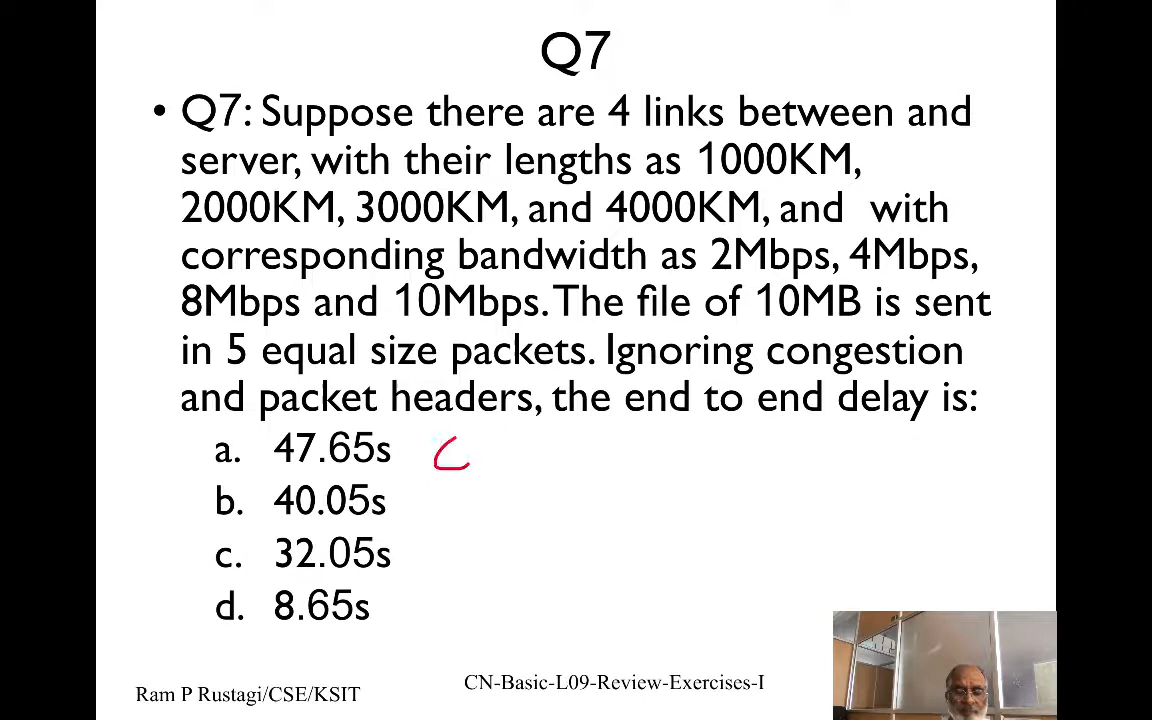 Q7
• Q7: Suppose there are 4 links between and
server, with their lengths as 1000KM,
2000KM, 3000KM, and 4000KM, and with
corresponding bandwidth as 2Mbps, 4Mbps,
8Mbps and 10Mbps. The file of 10MB is sent
in 5 equal size packets. Ignoring congestion
and packet headers, the end to end delay is:
a. 47.65s
b. 40.05s
c. 32.05s
d. 8.65s
Ram P Rustagi/CSE/KSIT
CN-Basic-L09-Review-Exercises-I